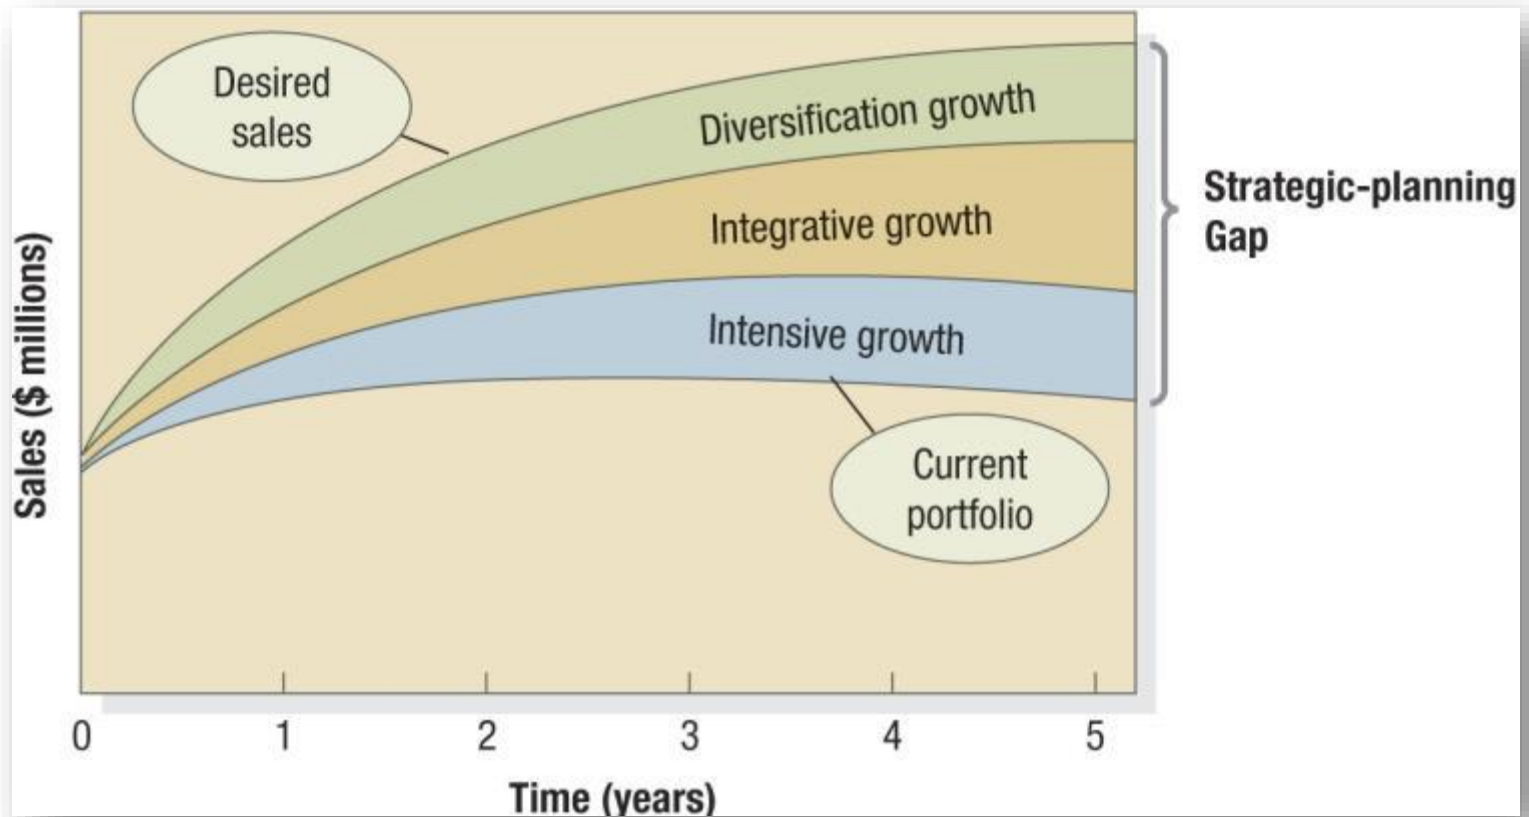 Desired
sales
Diversification growth
Integrative growth
Intensive growth
Current
portfolio
Strategic-planning
Gap
Sales ($ millions)
0 1 2 3 4 5
Time (years)